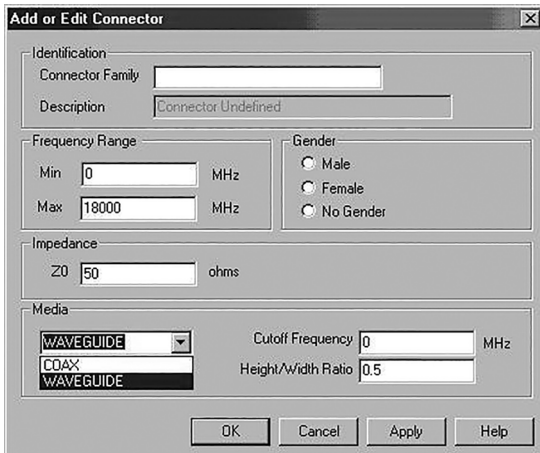 Add or Edit Connector
Identification
Connector Family
Description Connector Undefined
Frequency Range
Min 0 MHz
Max 18000 MHz
Gender
Male
Female
No Gender
Impedance
Z0 50 ohms
Media
WAVEGUIDE
COAX
WAVEGUIDE
Cutoff Frequency 0 MHz
Height/Width Ratio 0.5
OK Cancel Apply Help